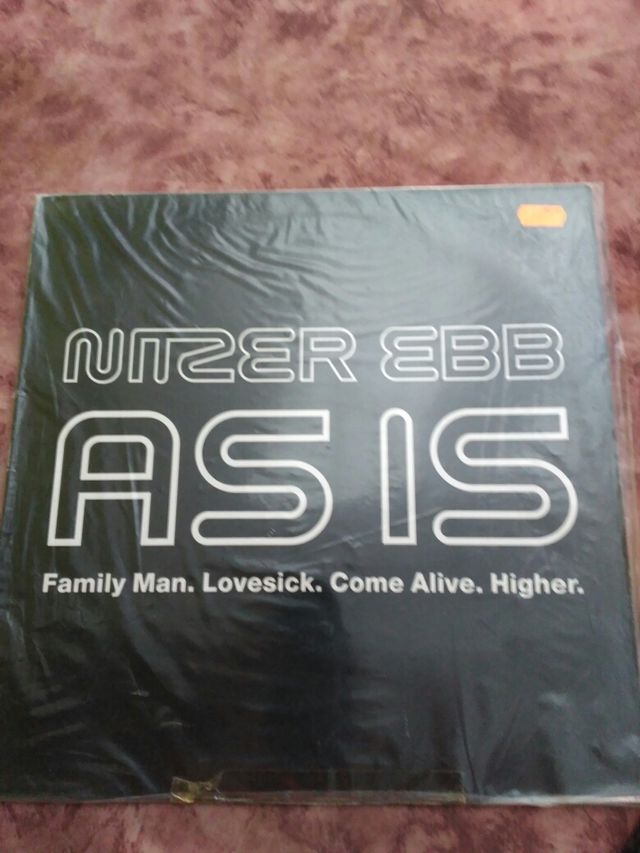 NITZER EBB
AS IS
Family Man. Lovesick. Come Alive. Higher.